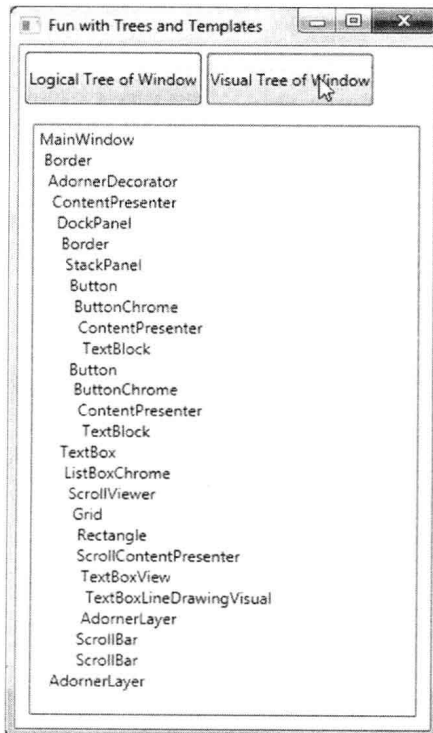 Fun with Trees and Templates
Logical Tree of Window Visual Tree of Window
MainWindow
Border
AdornerDecorator
ContentPresenter
DockPanel
Border
StackPanel
Button
ButtonChrome
ContentPresenter
TextBlock
Button
ButtonChrome
ContentPresenter
TextBlock
TextBox
ListBoxChrome
ScrollViewer
Grid
Rectangle
ScrollContentPresenter
TextBoxView
TextBoxLineDrawingVisual
AdornerLayer
ScrollBar
ScrollBar
AdornerLayer